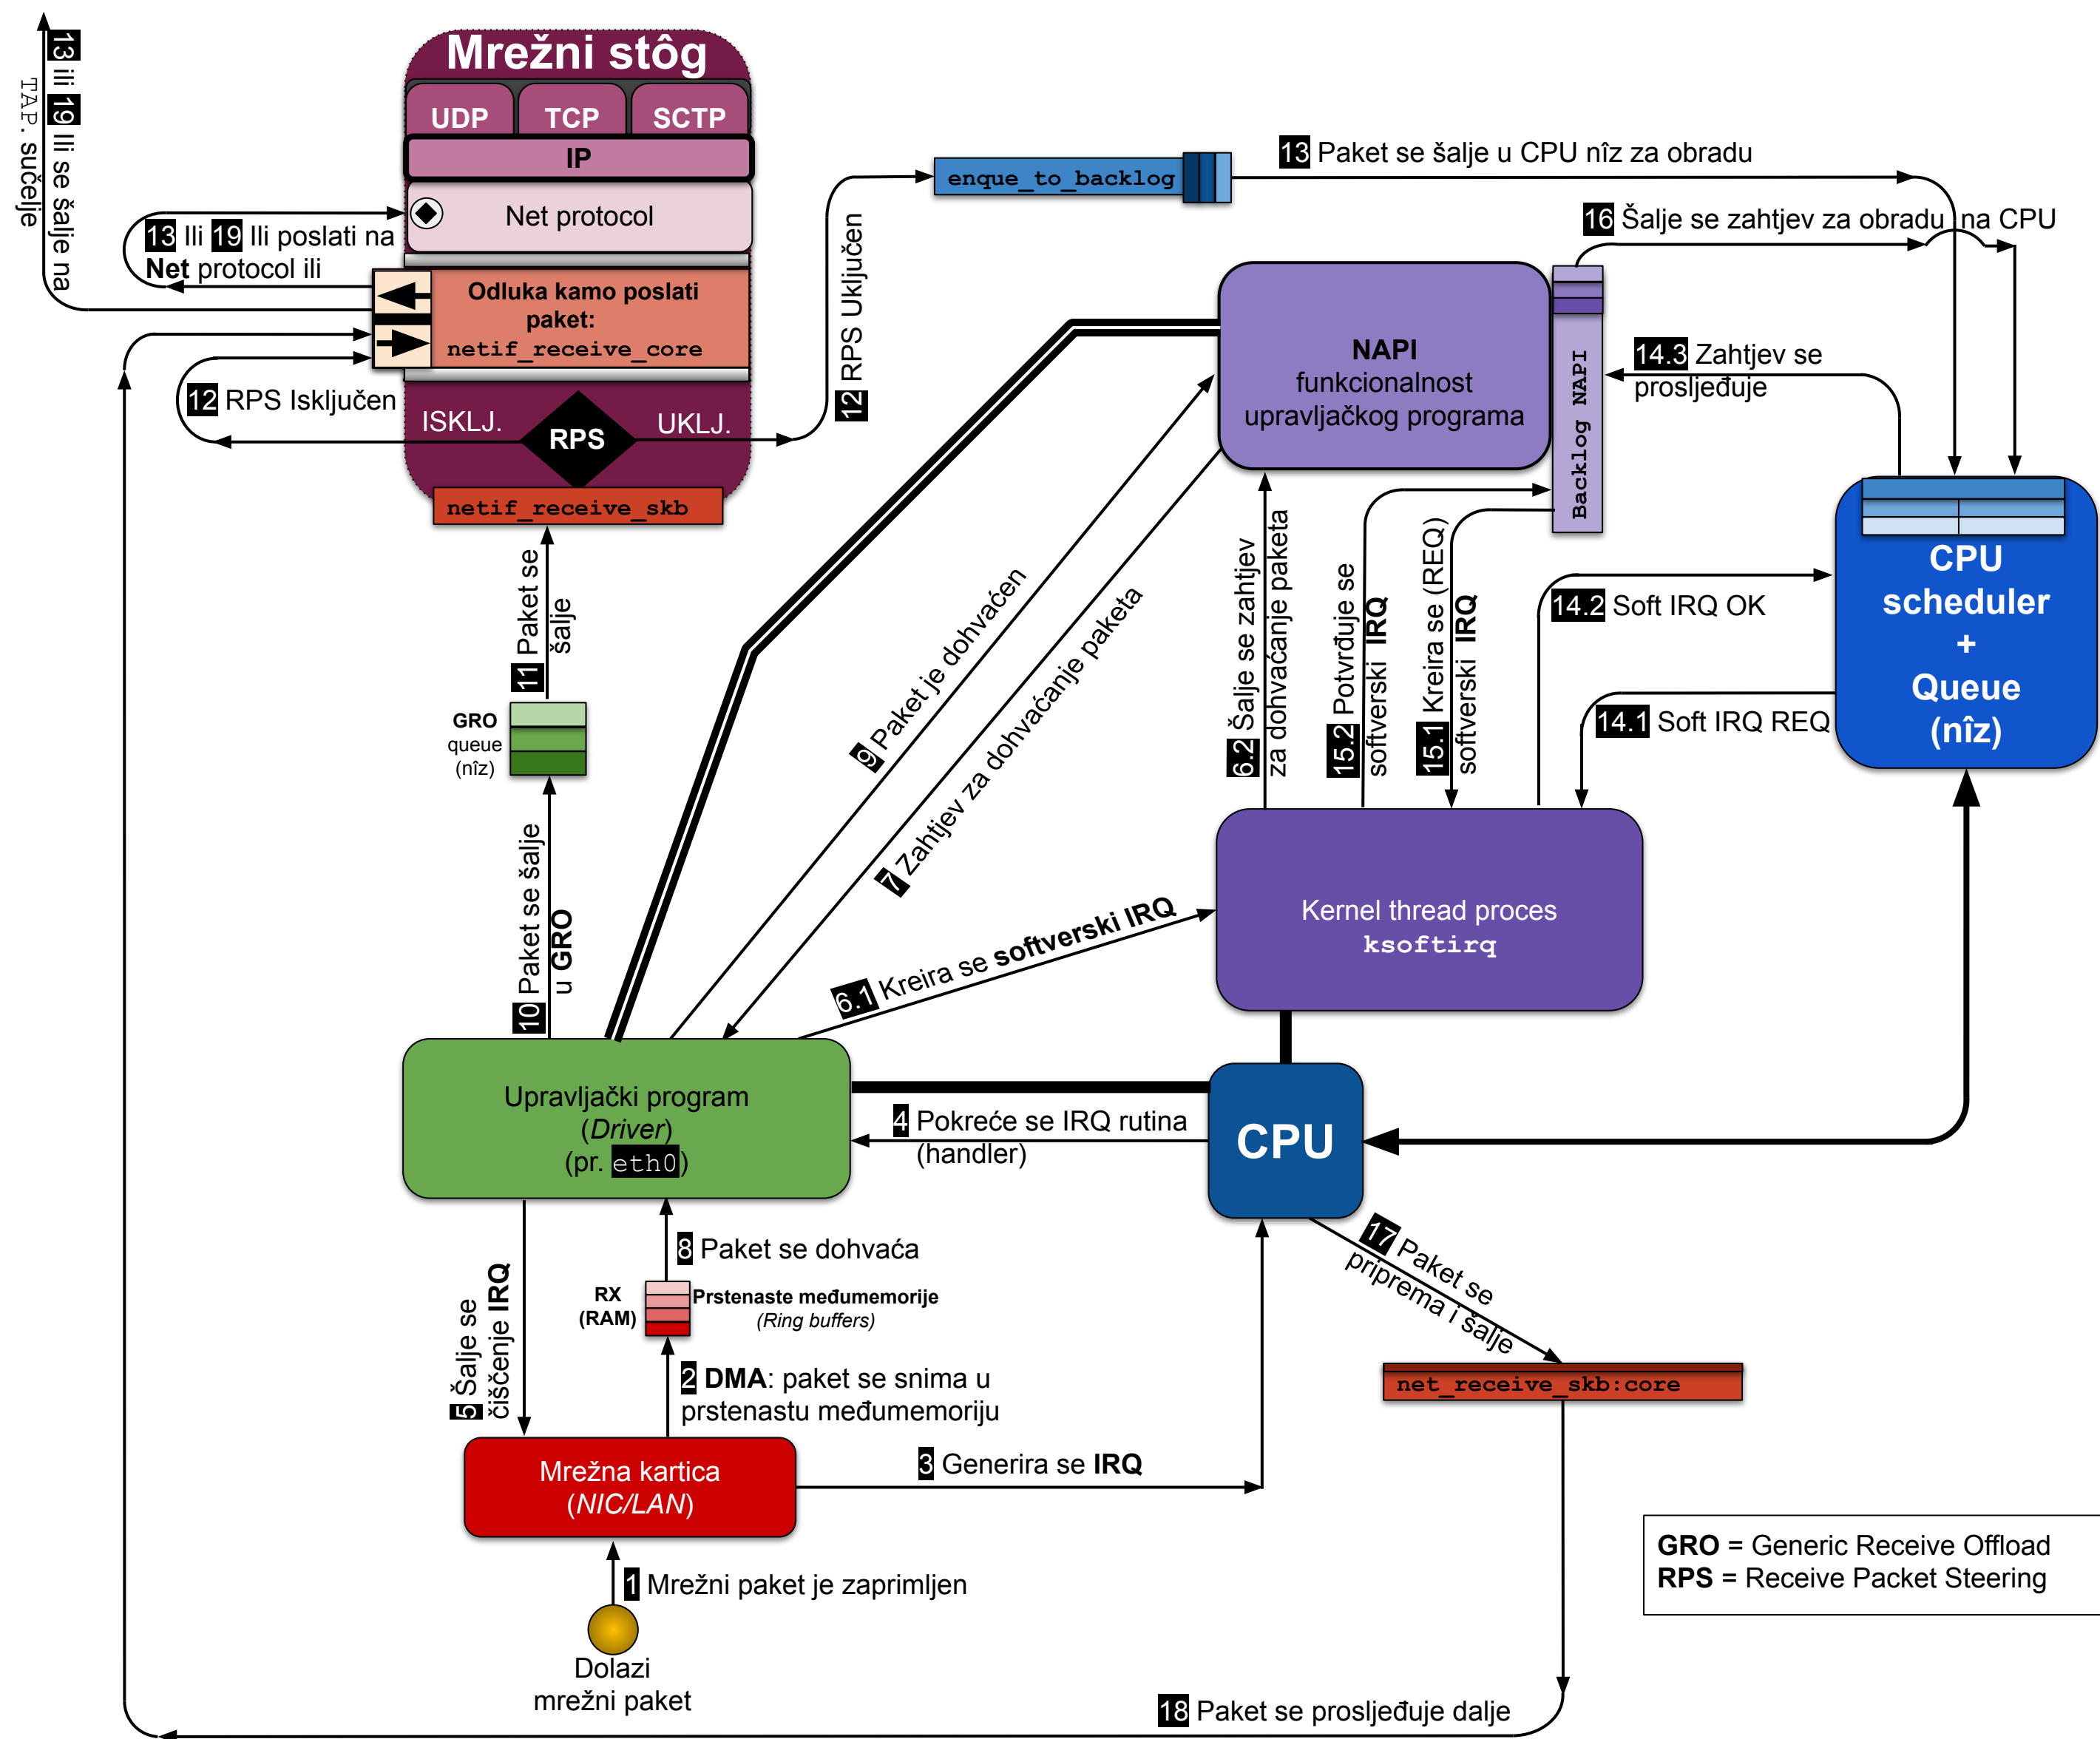 Mrežni stôg
UDP
TCP
SCTP
IP
Net protocol
Odluka kamo poslati
paket:
netif_receive_core
ISKLJ.
RPS
UKLJ.
netif_receive_skb
13 ili 19 Ili se šalje na
TAP. sučelje
13 Ili 19 Ili poslati na
Net protocol ili
12 RPS Isključen
12 RPS Uključen
enque_to_backlog
13 Paket se šalje u CPU nîz za obradu
16 Šalje se zahtjev za obradu na CPU
NAPI
funkcionalnost
upravljačkog programa
Backlog NAPI
14.3 Zahtjev se
prosljeđuje
CPU
scheduler
+
Queue
(nîz)
14.2 Soft IRQ OK
14.1 Soft IRQ REQ
15.1 Kreira se (REQ)
softverski IRQ
15.2 Potvrđuje se
softverski IRQ
6.2 Šalje se zahtjev
za dohvaćanje paketa
9 Paket je dohvaćen
7 Zahtjev za dohvaćanje paketa
6.1 Kreira se softverski IRQ
11 Paket se
šalje
GRO
queue
(nîz)
10 Paket se šalje
u GRO
Kernel thread proces
ksoftirq
Upravljački program
(Driver)
(pr. eth0)
4 Pokreće se IRQ rutina
(handler)
CPU
8 Paket se dohvaća
RX
(RAM)
Prstenaste međumemorije
(Ring buffers)
5 Šalje se
čišćenje IRQ
2 DMA: paket se snima u
prstenastu međumemoriju
17 Paket se
priprema i šalje
net_receive_skb:core
Mrežna kartica
(NIC/LAN)
3 Generira se IRQ
1 Mrežni paket je zaprimljen
Dolazi
mrežni paket
GRO = Generic Receive Offload
RPS = Receive Packet Steering
18 Paket se prosljeđuje dalje